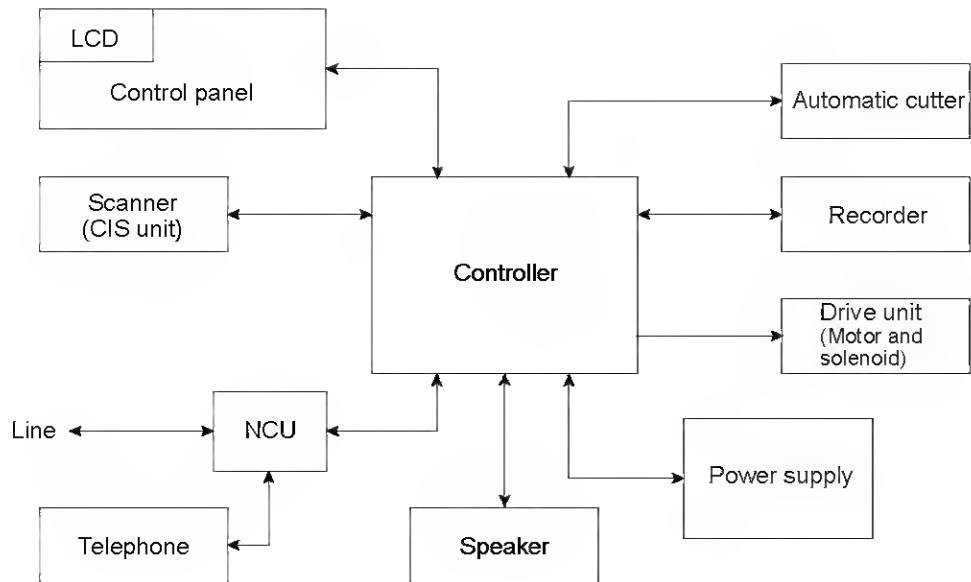 LCD
Control panel
Automatic cutter
Scanner
(CIS unit)
Recorder
Controller
Drive unit
(Motor and
solenoid)
Line
NCU
Power supply
Telephone
Speaker